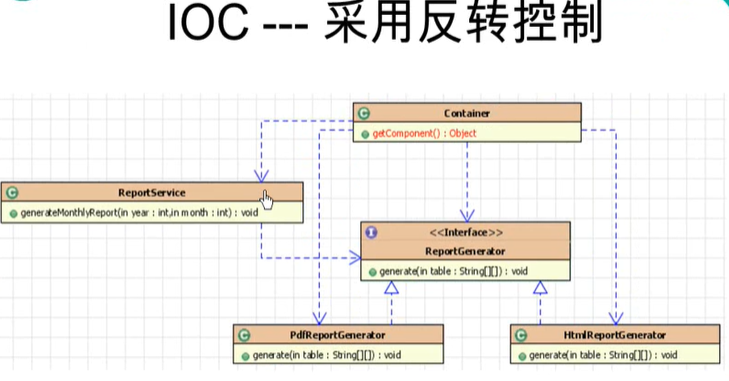 IOC --- 采用反转控制
Container
getComponent() : Object
ReportService
generateMonthlyReport(in year : int,in month : int) : void
<<Interface>>
ReportGenerator
generate(in table : String[][]) : void
PdfReportGenerator
generate(in table : String[][]) : void
HtmlReportGenerator
generate(in table : String[][]) : void